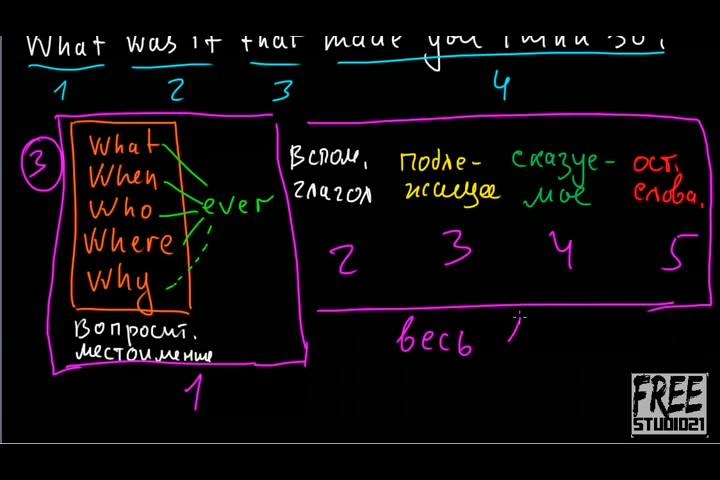 What was it that made you think so?
1 2 3 4
3
What
When
Who
Where
Why
ever
Вопросит.
местоимение
1
Вспом.
глагол
2
подле-
жащее
3
сказуе-
мое
4
ост.
слова.
5
весь
FREE
STUDIO21